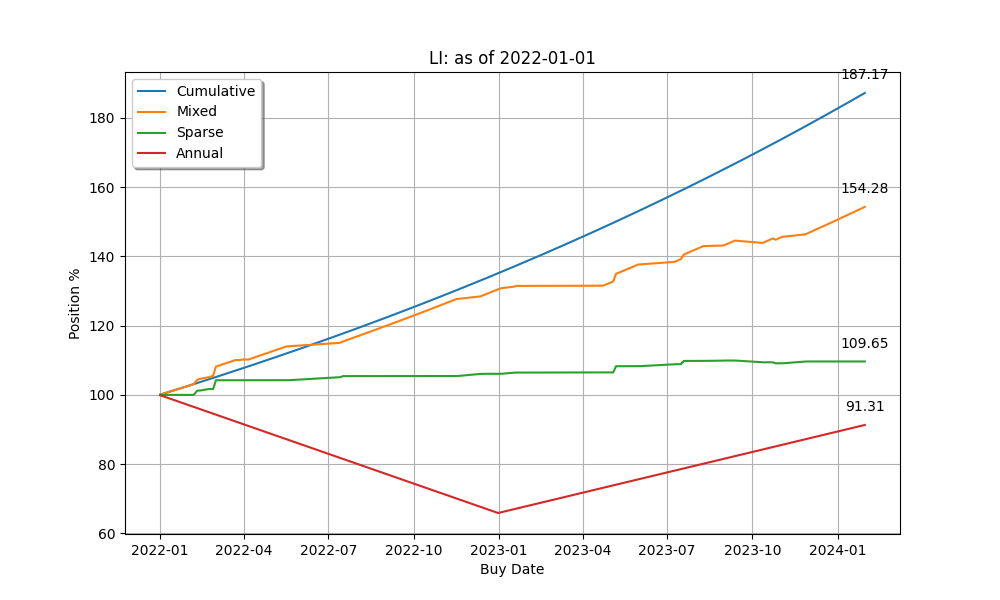 LI: as of 2022-01-01
Cumulative
Mixed
Sparse
Annual
187.17
154.28
109.65
91.31
Position %
180
160
140
120
100
80
60
2022-01 2022-04 2022-07 2022-10 2023-01 2023-04 2023-07 2023-10 2024-01
Buy Date